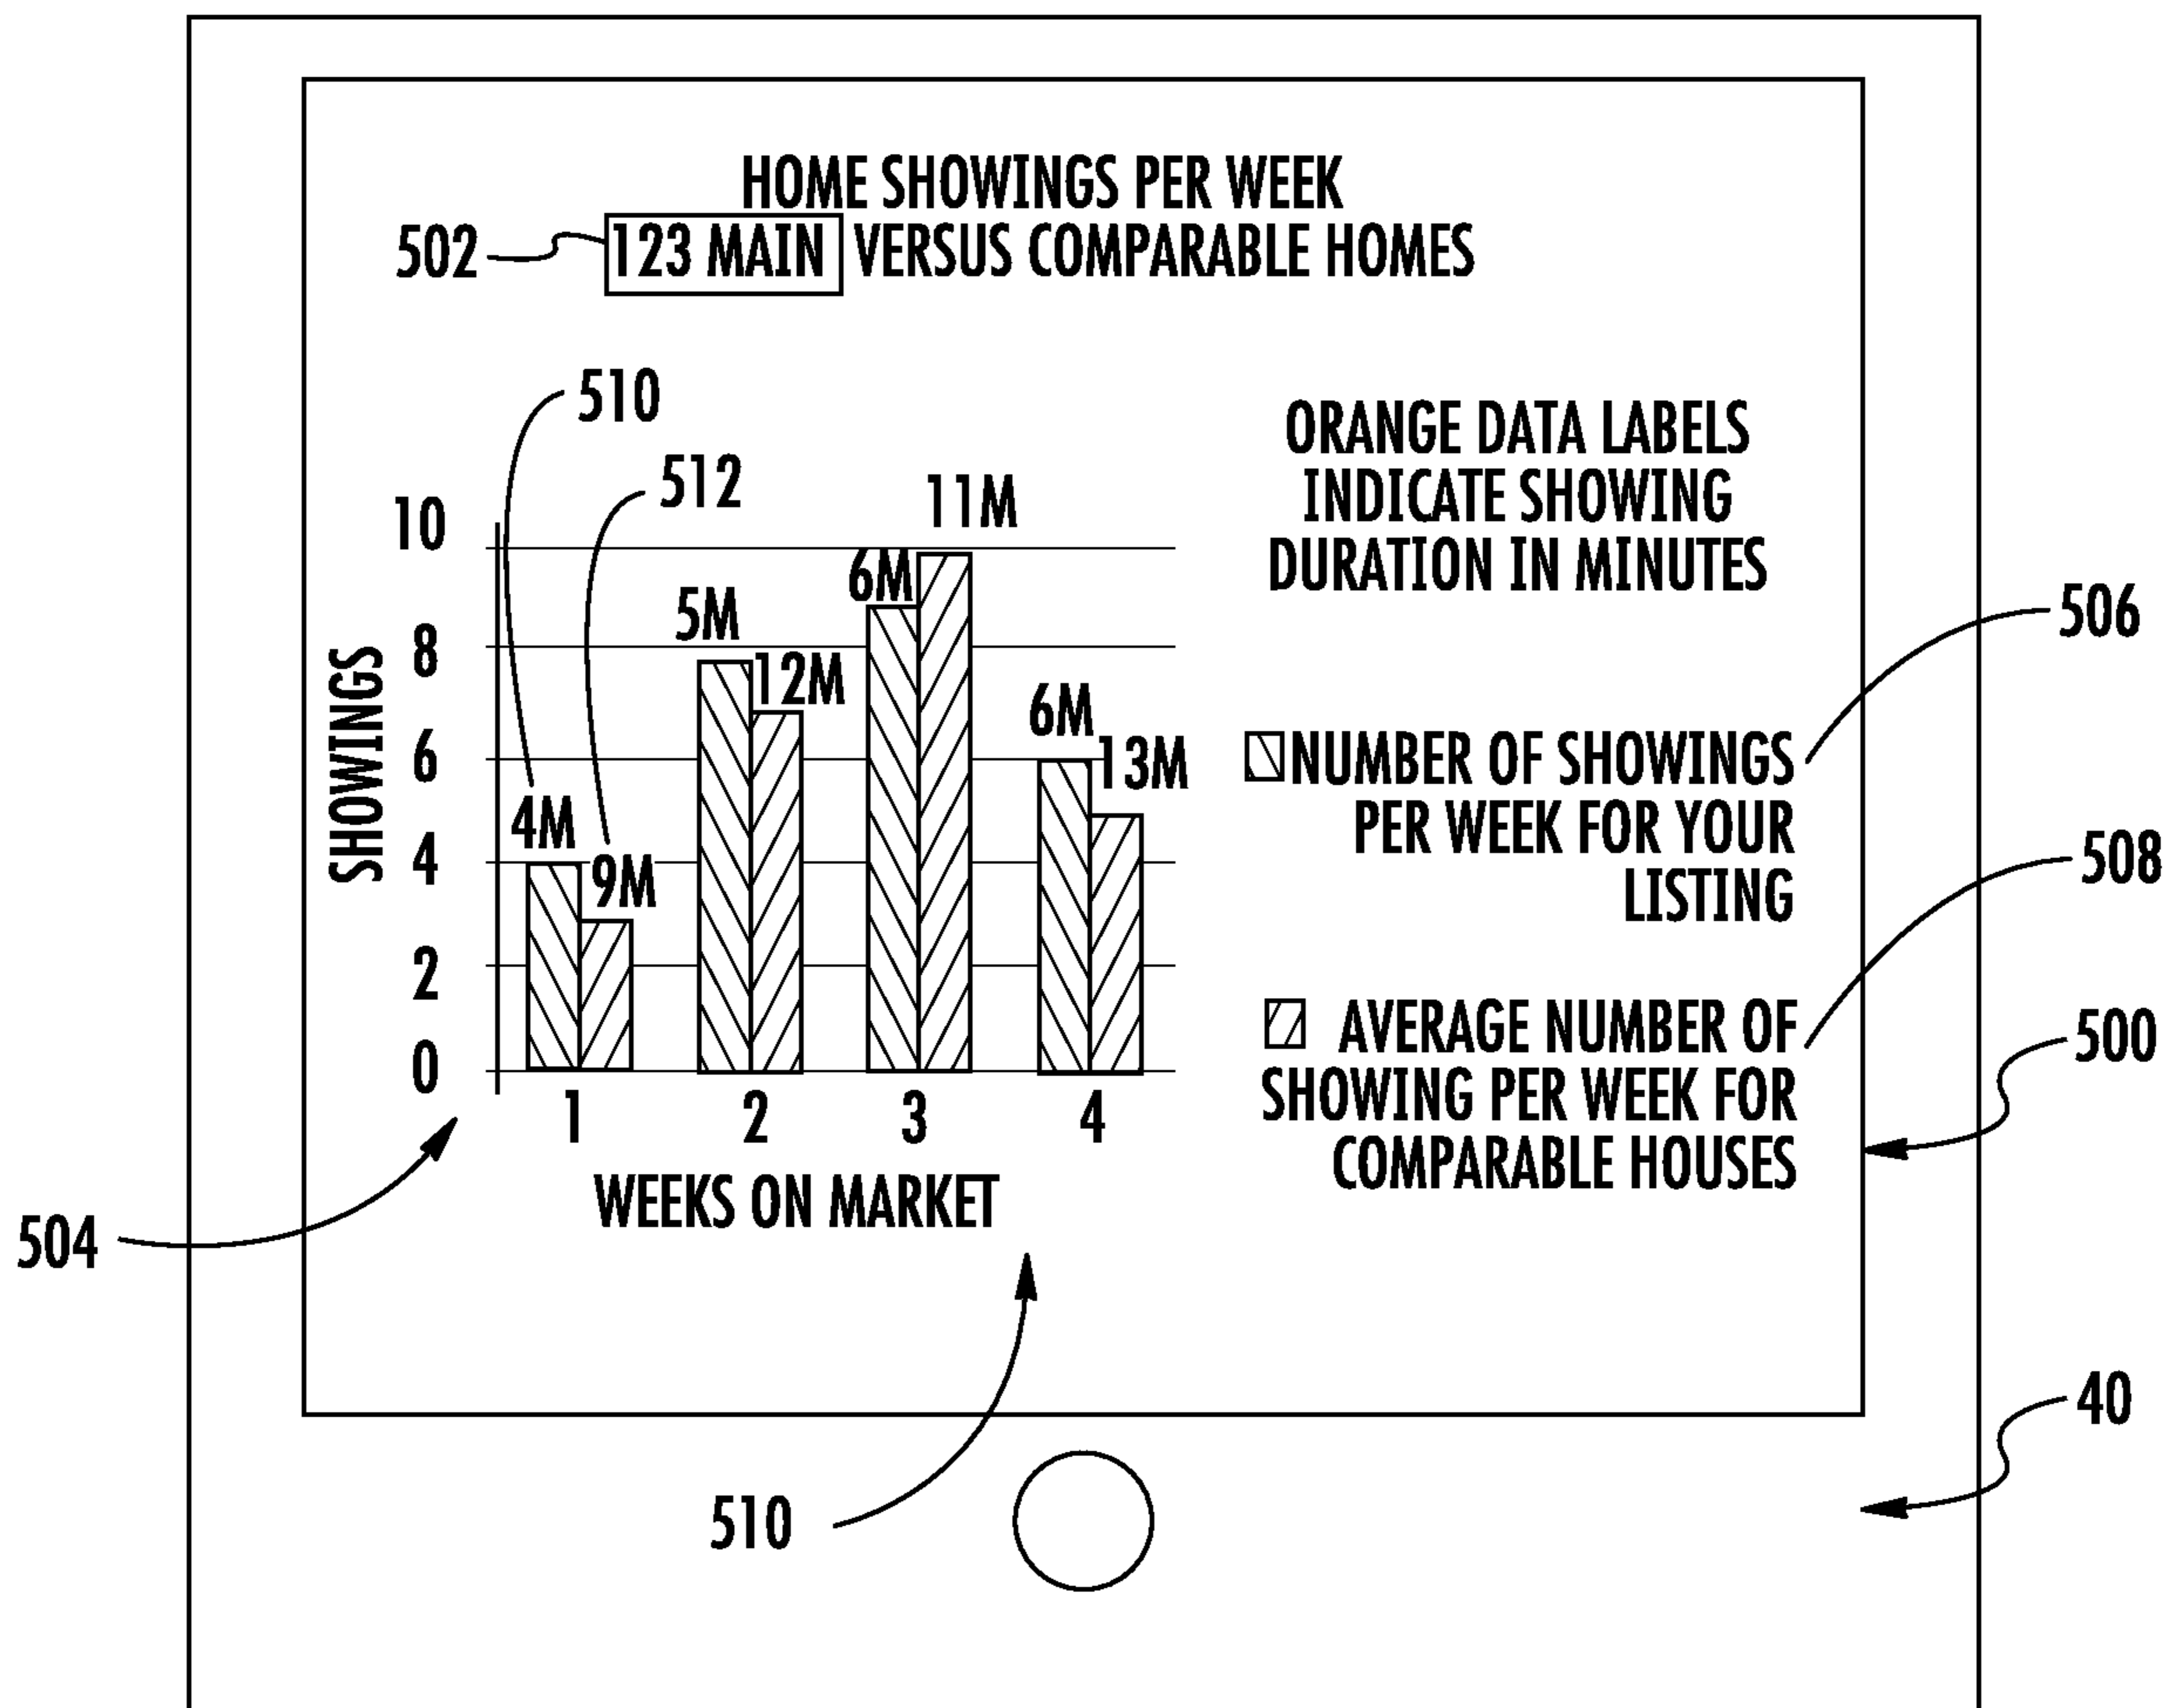 HOME SHOWINGS PER WEEK
502
123 MAIN VERSUS COMPARABLE HOMES
510
512
ORANGE DATA LABELS
INDICATE SHOWING
DURATION IN MINUTES
506
NUMBER OF SHOWINGS
PER WEEK FOR YOUR
LISTING
508
AVERAGE NUMBER OF
SHOWING PER WEEK FOR
COMPARABLE HOUSES
500
SHOWINGS
10
8
6
4
2
0
4M
9M
5M
12M
6M
11M
6M
13M
1 2 3 4
WEEKS ON MARKET
504
510
40